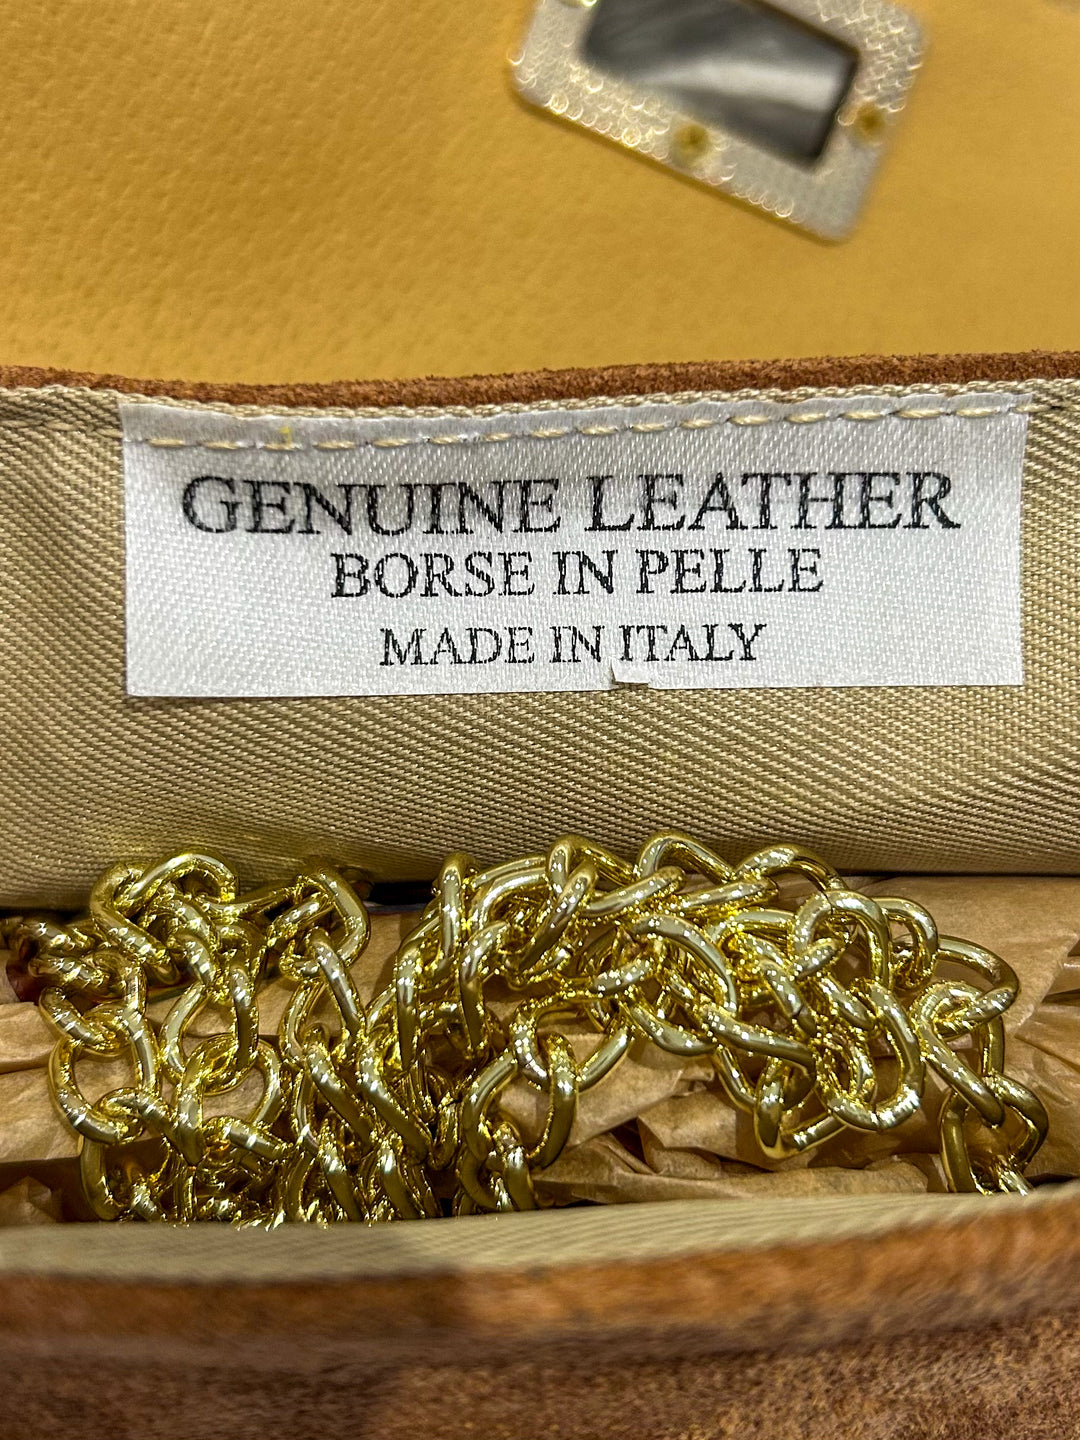 GENUINE LEATHER
BORSE IN PELLE
MADE IN ITALY